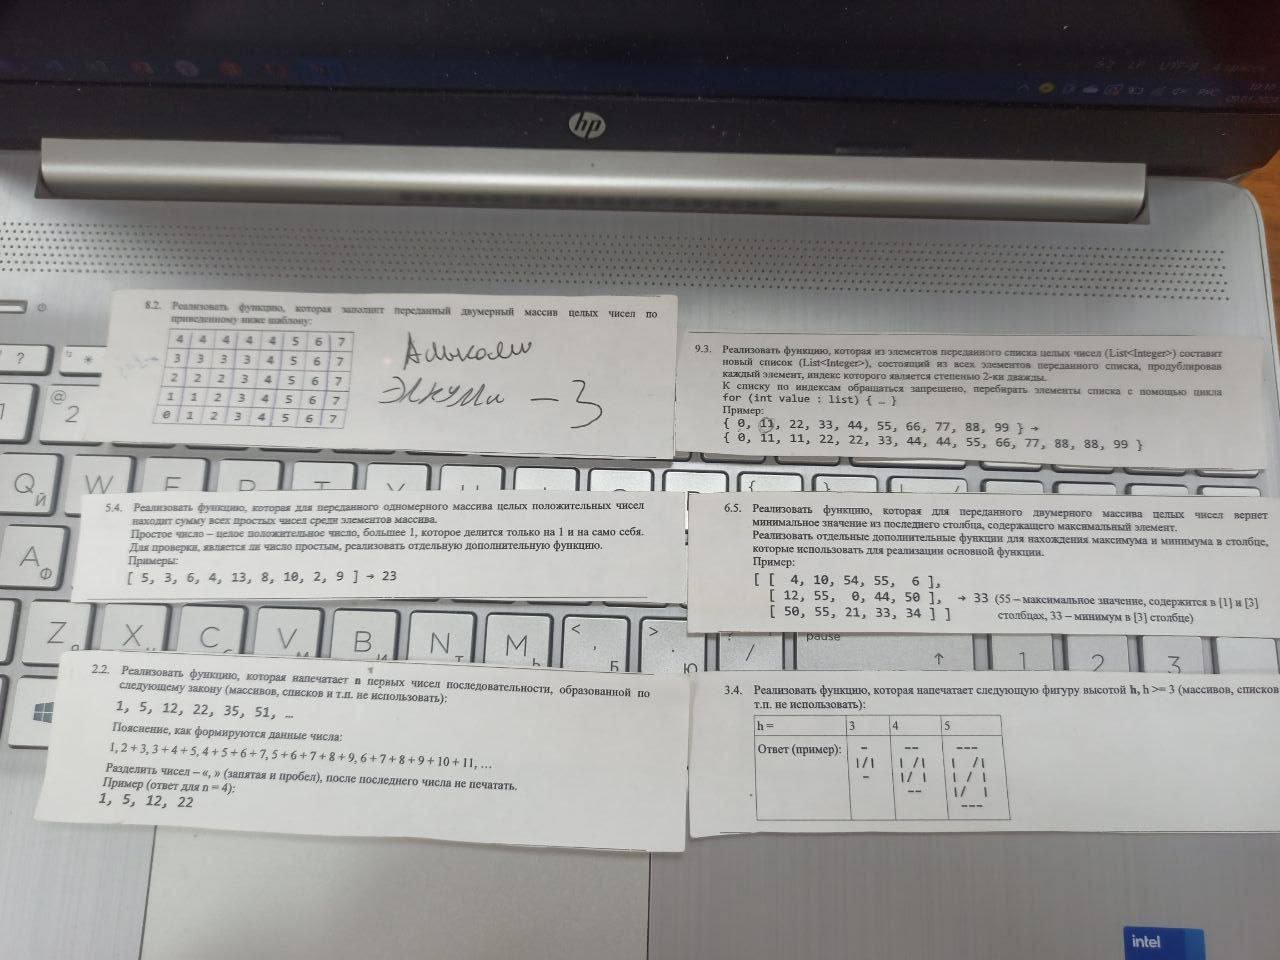 hp
8.2. Реализовать функцию, которая заполнит переданный двумерный массив целых чисел по
приведенному ниже шаблону:
4 4 4 4 4 5 6 7
3 3 3 3 4 5 6 7
2 2 2 3 4 5 6 7
1 1 2 3 4 5 6 7
0 1 2 3 4 5 6 7
- 3
9.3. Реализовать функцию, которая из элементов переданного списка целых чисел (List<Integer>) составит
новый список (List<Integer>), состоящий из всех элементов переданного списка, продублировав
каждый элемент, индекс которого является степенью 2-ки дважды.
К списку по индексам обращаться запрещено, перебирать элементы списка с помощью цикла
for (int value : list) { … }
Пример:
{ 0, 11, 22, 33, 44, 55, 66, 77, 88, 99 } →
{ 0, 11, 11, 22, 22, 33, 44, 44, 55, 66, 77, 88, 88, 99 }
? * @ 2
Q Й W
5.4. Реализовать функцию, которая для переданного одномерного массива целых положительных чисел
находит сумму всех простых чисел среди элементов массива.
Простое число – целое положительное число, большее 1, которое делится только на 1 и на само себя.
Для проверки, является ли число простым, реализовать отдельную дополнительную функцию.
Примеры:
[ 5, 3, 6, 4, 13, 8, 10, 2, 9 ] → 23
6.5. Реализовать функцию, которая для переданного двумерного массива целых чисел вернет
минимальное значение из последнего столбца, содержащего максимальный элемент.
Реализовать отдельные дополнительные функции для нахождения максимума и минимума в столбце,
которые использовать для реализации основной функции.
Пример:
[ [ 4, 10, 54, 55, 6 ],
[ 12, 55, 0, 44, 50 ], → 33 (55 – максимальное значение, содержится в [1] и [3]
[ 50, 55, 21, 33, 34 ] ] столбцах, 33 – минимум в [3] столбце)
A Ф
Z Я X C V B И N Т M Ь < , Б > . Ю ? / pause ↑ 1 2 3
2.2. Реализовать функцию, которая напечатает n первых чисел последовательности, образованной по
следующему закону (массивов, списков и т.п. не использовать):
1, 5, 12, 22, 35, 51, …
Пояснение, как формируются данные числа:
1, 2 + 3, 3 + 4 + 5, 4 + 5 + 6 + 7, 5 + 6 + 7 + 8 + 9, 6 + 7 + 8 + 9 + 10 + 11, …
Разделить чисел – «, » (запятая и пробел), после последнего числа не печатать.
Пример (ответ для n = 4):
1, 5, 12, 22
3.4. Реализовать функцию, которая напечатает следующую фигуру высотой h, h >= 3 (массивов, списков
т.п. не использовать):
h = 3 4 5
Ответ (пример): - -- ---
|/| | /| | /|
- |/ | | / |
-- |/ |
---
intel